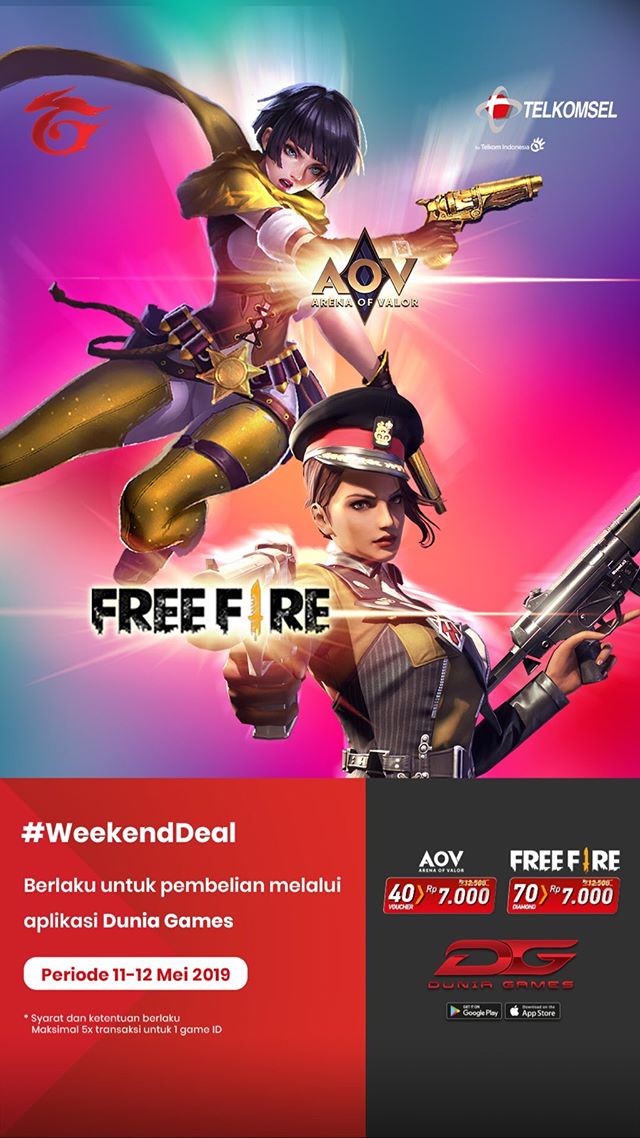 TELKOMSEL
by Telkom Indonesia
AOV
ARENA OF VALOR
FREE FIRE
#WeekendDeal
Berlaku untuk pembelian melalui
aplikasi Dunia Games
Periode 11-12 Mei 2019
* Syarat dan ketentuan berlaku
Maksimal 5x transaksi untuk 1 game ID
AOV
ARENA OF VALOR
40 VOUCHER Rp 12.500 Rp 7.000
FREE FIRE
70 DIAMOND Rp 12.500 Rp 7.000
DG
DUNIA GAMES
GET IT ON Google Play
Download on the App Store